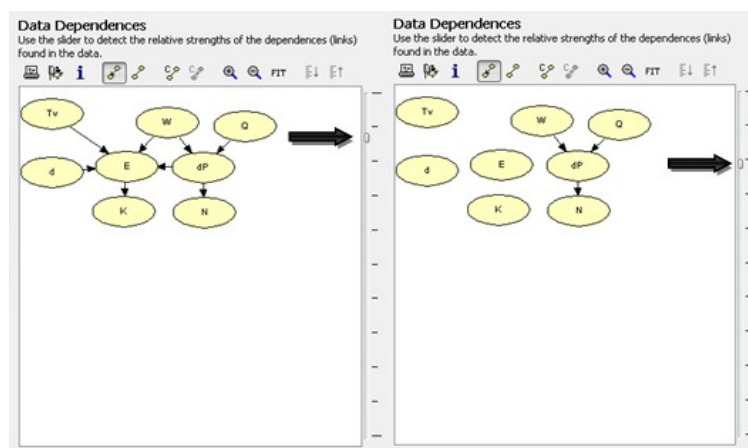 Data Dependences
Use the slider to detect the relative strengths of the dependences (links)
found in the data.
i C C FIT E↓ E↑
Tv
W
Q
d
E
dP
K
N
Data Dependences
Use the slider to detect the relative strengths of the dependences (links)
found in the data.
i C C FIT E↓ E↑
Tv
W
Q
d
E
dP
K
N